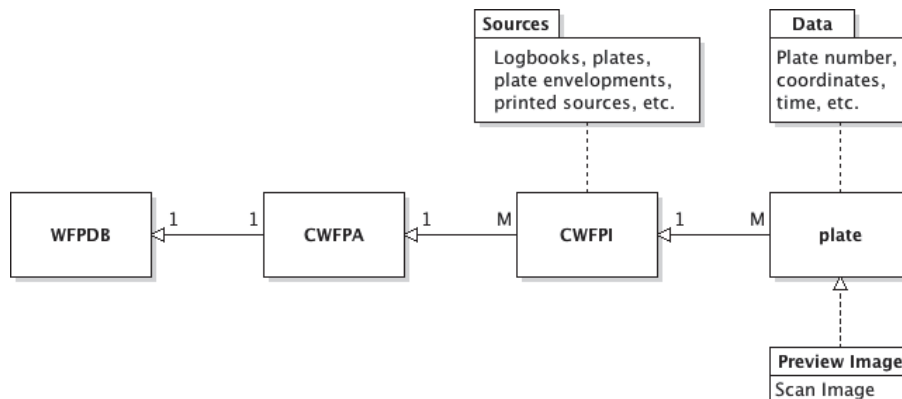 Sources
Logbooks, plates,
plate envelopments,
printed sources, etc.
Data
Plate number,
coordinates,
time, etc.
WFPDB
1
1
CWFPA
1
M
CWFPI
1
M
plate
Preview Image
Scan Image